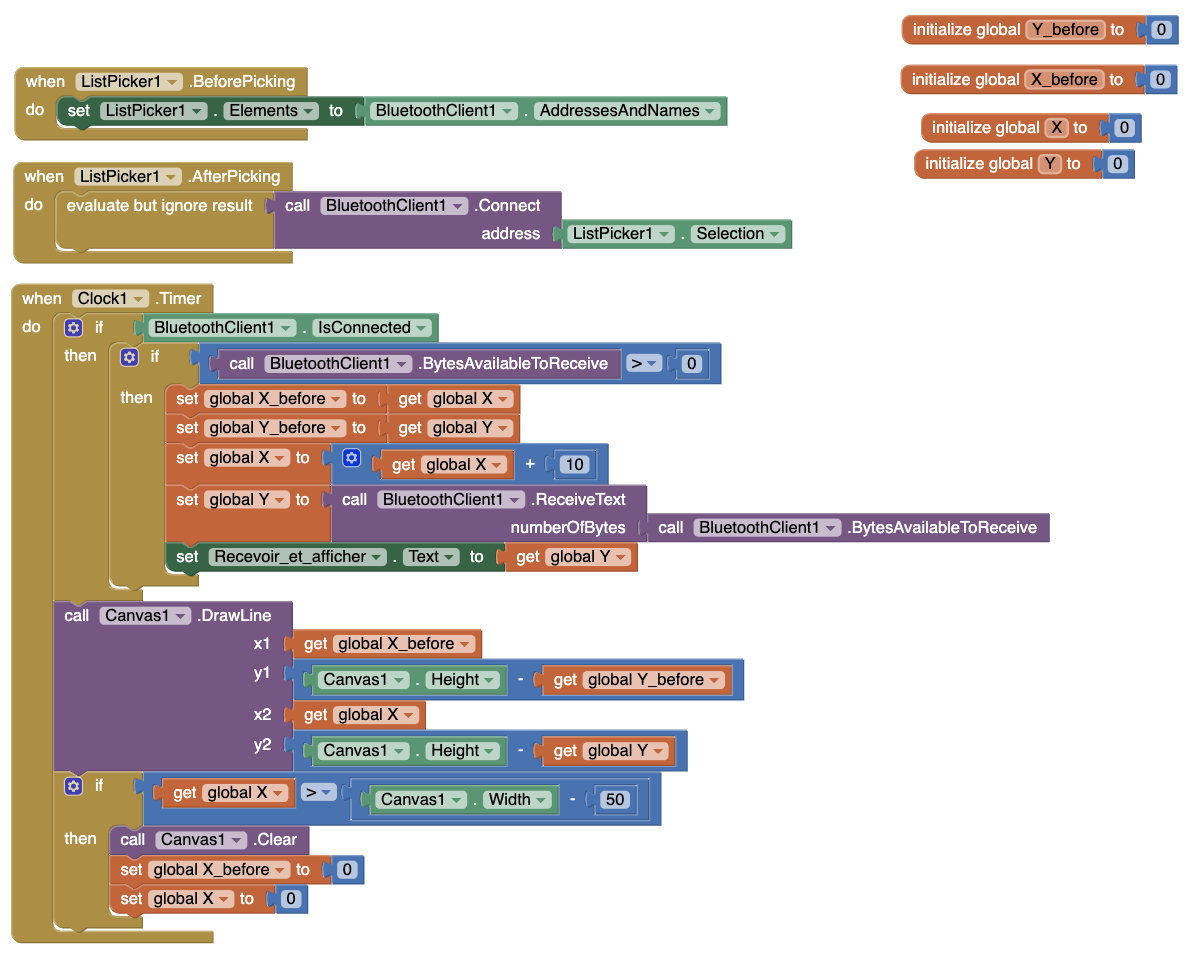 initialize global Y_before to 0
initialize global X_before to 0
initialize global X to 0
initialize global Y to 0
when ListPicker1 .BeforePicking
do set ListPicker1 . Elements to BluetoothClient1 . AddressesAndNames
when ListPicker1 .AfterPicking
do evaluate but ignore result call BluetoothClient1 .Connect
address ListPicker1 . Selection
when Clock1 .Timer
do if BluetoothClient1 . IsConnected
then if call BluetoothClient1 .BytesAvailableToReceive > 0
then set global X_before to get global X
set global Y_before to get global Y
set global X to get global X + 10
set global Y to call BluetoothClient1 .ReceiveText
numberOfBytes call BluetoothClient1 .BytesAvailableToReceive
set Recevoir_et_afficher . Text to get global Y
call Canvas1 .DrawLine
x1 get global X_before
y1 Canvas1 . Height - get global Y_before
x2 get global X
y2 Canvas1 . Height - get global Y
if get global X > Canvas1 . Width - 50
then call Canvas1 .Clear
set global X_before to 0
set global X to 0